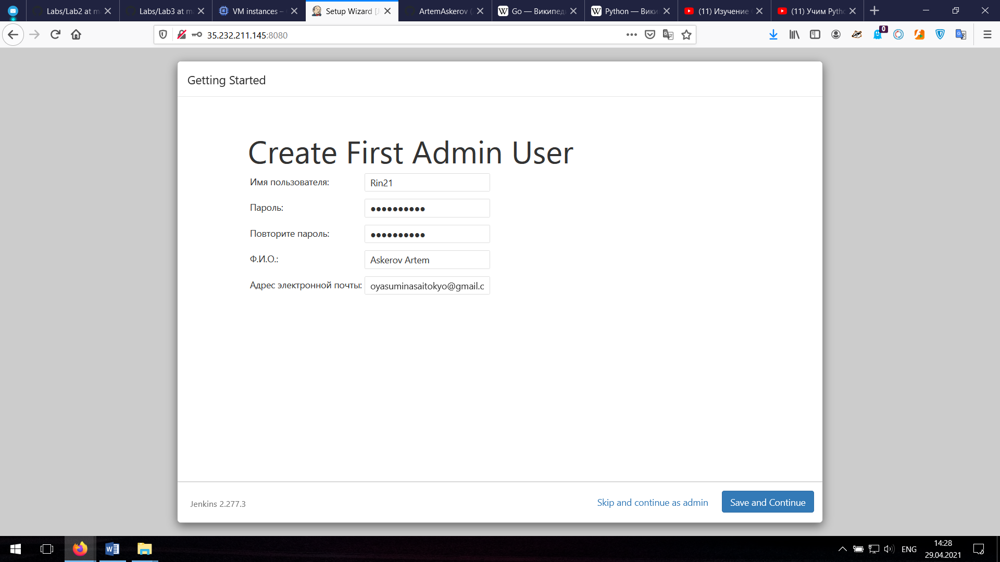 Labs/Lab2 at m
Labs/Lab3 at m
VM instances –
Setup Wizard [J
ArtemAskerov (
Go — Википед
Python — Вики
(11) Изучение
(11) Учим Pyth
35.232.211.145:8080
0
Getting Started
Create First Admin User
Имя пользователя: Rin21
Пароль: ●●●●●●●●●●
Повторите пароль: ●●●●●●●●●●
Ф.И.О.: Askerov Artem
Адрес электронной почты: oyasuminasaitokyo@gmail.c
Jenkins 2.277.3
Skip and continue as admin
Save and Continue
ENG
14:28
29.04.2021